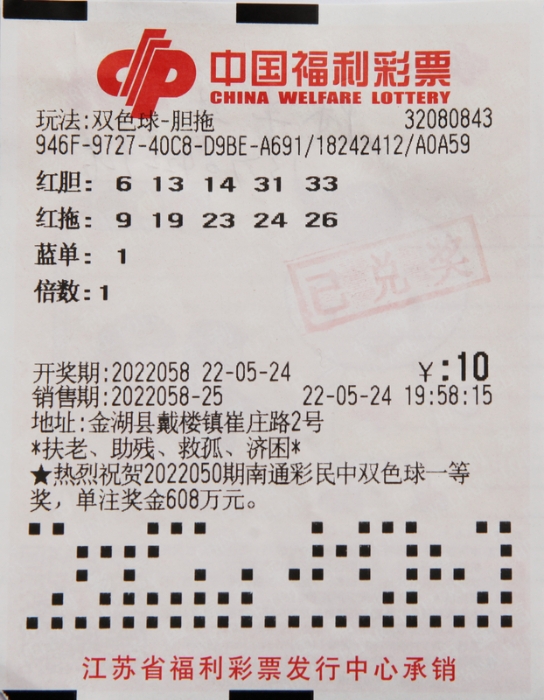 中国福利彩票
CHINA WELFARE LOTTERY
玩法:双色球-胆拖 32080843
946F-9727-40C8-D9BE-A691/18242412/A0A59
红胆: 6 13 14 31 33
红拖: 9 19 23 24 26
蓝单: 1
倍数:1
已兑奖
开奖期:2022058 22-05-24 ¥:10
销售期:2022058-25 22-05-24 19:58:15
地址:金湖县戴楼镇崔庄路2号
*扶老、助残、救孤、济困*
★热烈祝贺2022050期南通彩民中双色球一等
奖，单注奖金608万元。
江苏省福利彩票发行中心承销